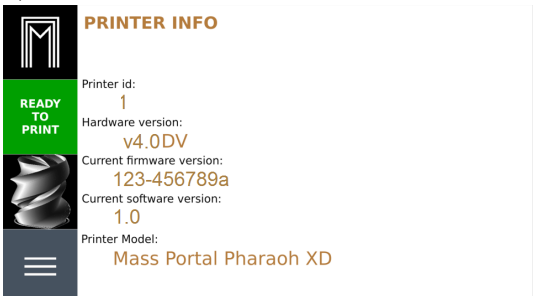 PRINTER INFO
READY
TO
PRINT
Printer id:
1
Hardware version:
v4.0DV
Current firmware version:
123-456789a
Current software version:
1.0
Printer Model:
Mass Portal Pharaoh XD